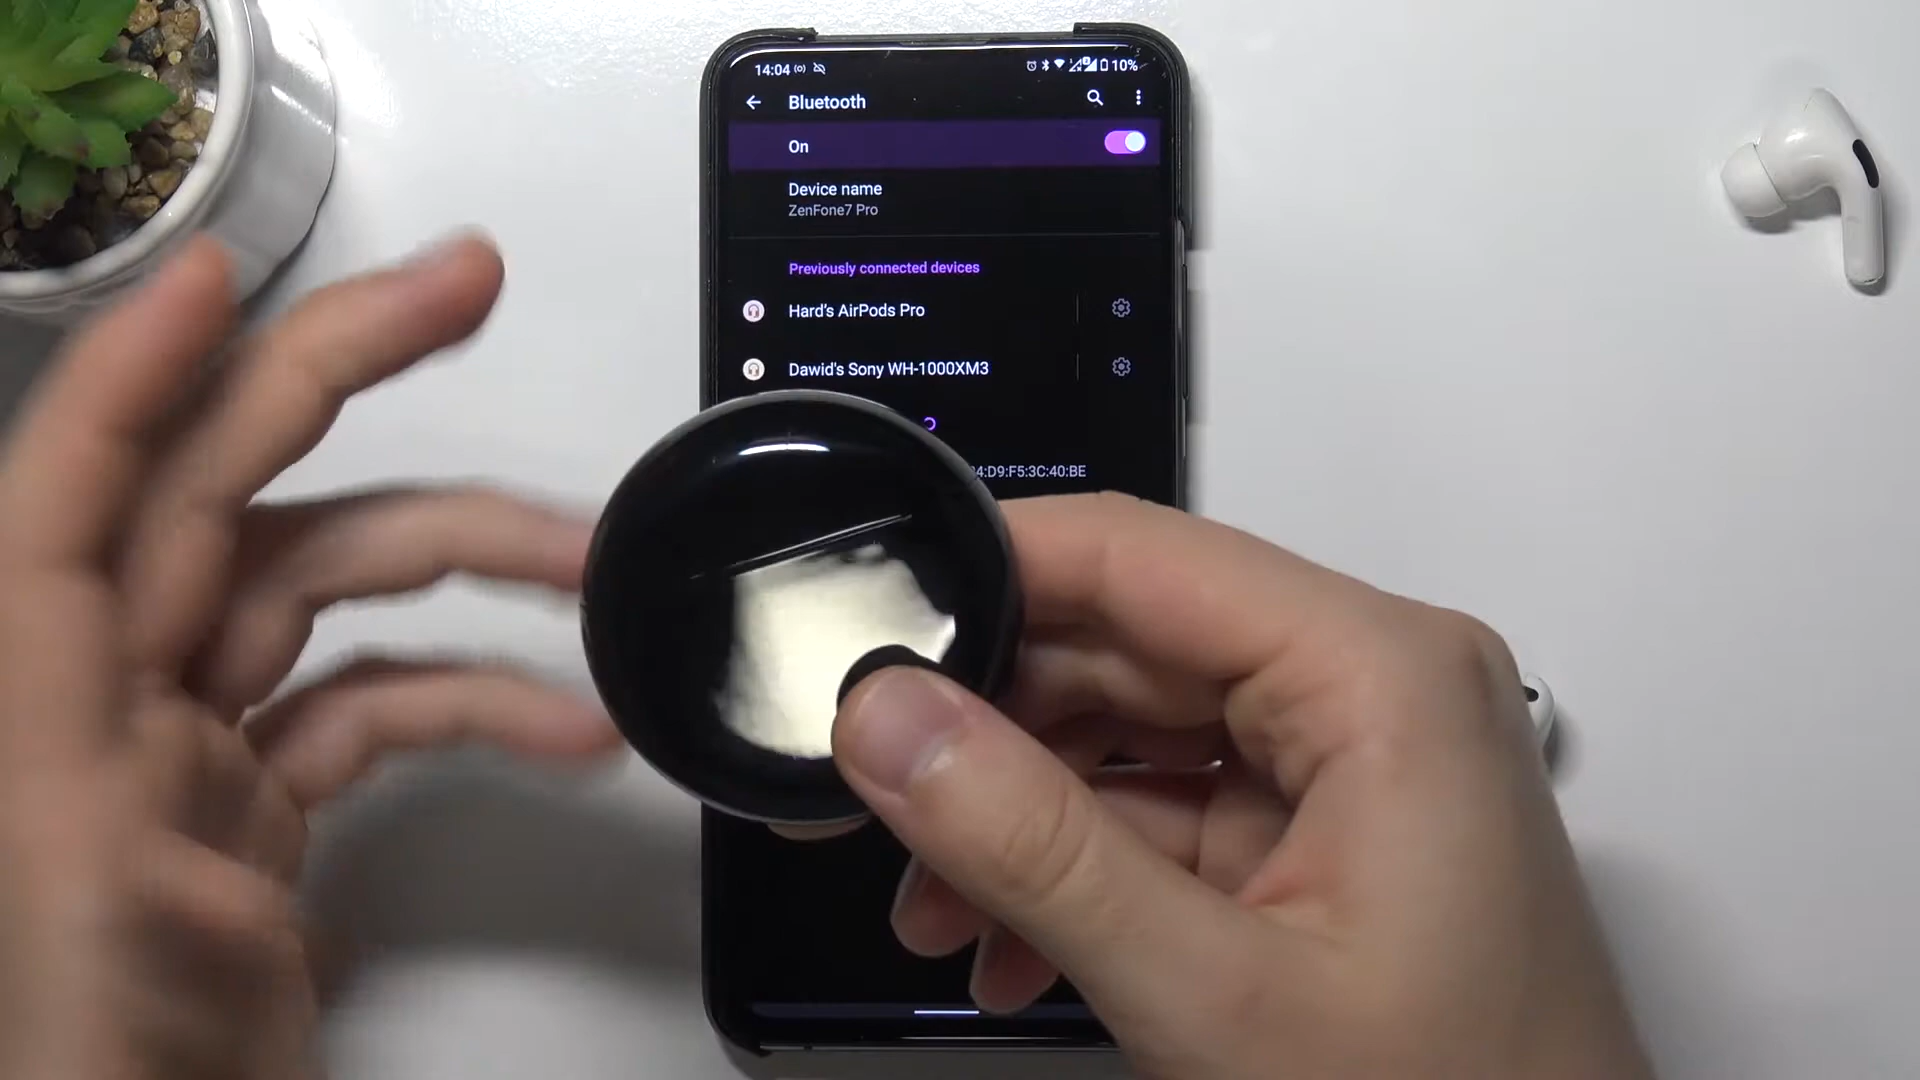 14:04
10%
Bluetooth
On
Device name
ZenFone7 Pro
Previously connected devices
Hard's AirPods Pro
Dawid's Sony WH-1000XM3
:D9:F5:3C:40:BE